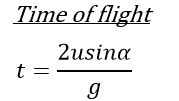 Time of flight
t = 2usinα / g